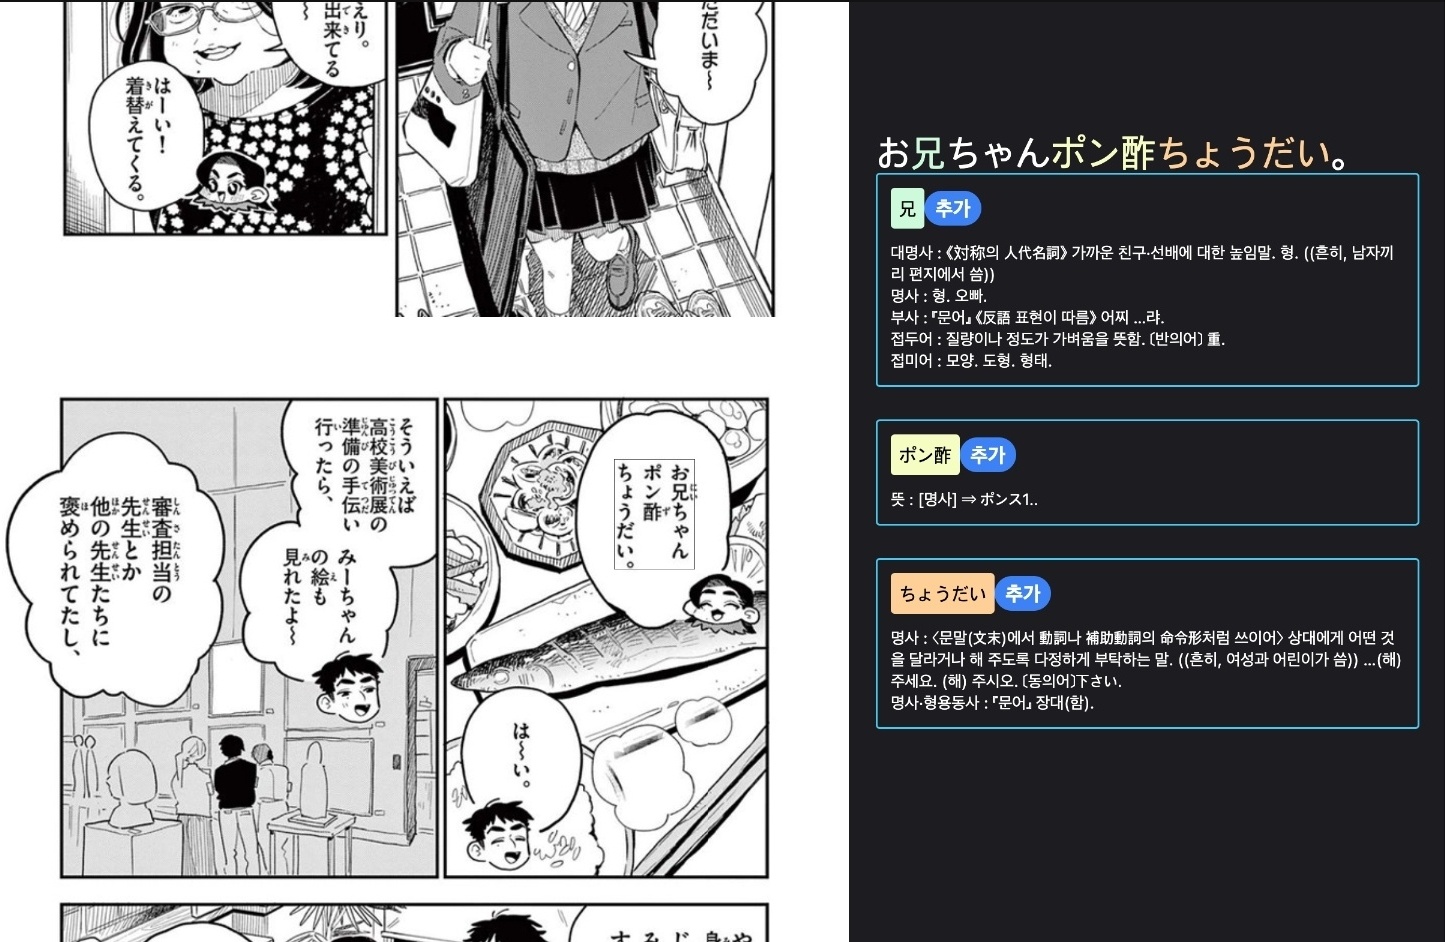 ただいま〜
えり。
出来てる
〜
はーい！
着替えてくる。
お兄ちゃん
ポン酢
ちょうだい。
は〜い。
そういえば
高校美術展の
準備の手伝い
行ったら、
みーちゃん
の絵も
見れたよ〜
審査担当の
先生とか
他の先生たちに
褒められてたし、
お兄ちゃんポン酢ちょうだい。
兄 추가
대명사 : 《対称의 人代名詞》 가까운 친구·선배에 대한 높임말. 형. ((흔히, 남자끼
리 편지에서 씀))
명사 : 형. 오빠.
부사 : 『문어』《反語 표현이 따름》 어찌 …랴.
접두어 : 질량이나 정도가 가벼움을 뜻함. 〔반의어〕 重.
접미어 : 모양. 도형. 형태.
ポン酢 추가
뜻 : [명사] ⇒ ポンス1..
ちょうだい 추가
명사 : 〈문말(文末)에서 動詞나 補助動詞의 命令形처럼 쓰이어〉 상대에게 어떤 것
을 달라거나 해 주도록 다정하게 부탁하는 말. ((흔히, 여성과 어린이가 씀)) …(해)
주세요. (해) 주시오. 〔동의어〕下さい.
명사·형용동사 : 『문어』 장대(함).